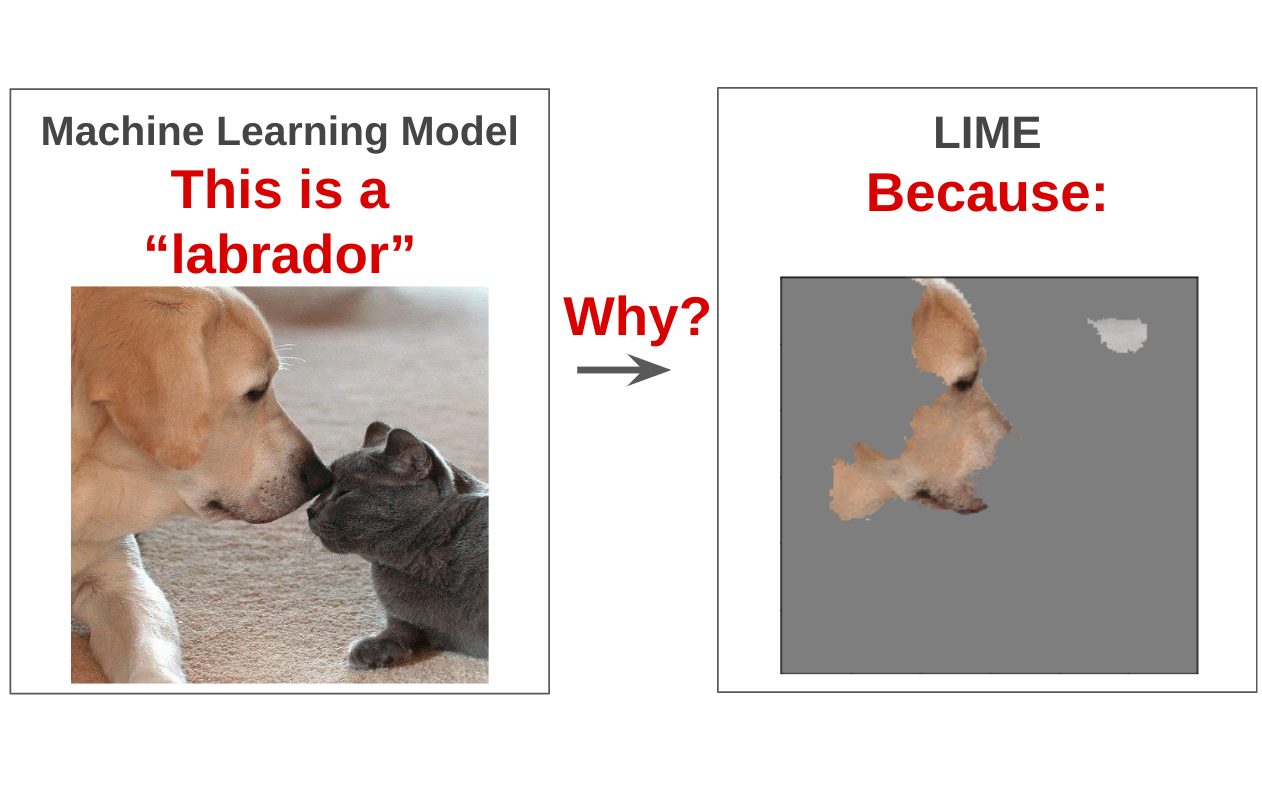 Machine Learning Model
This is a
“labrador”
Why?
LIME
Because: